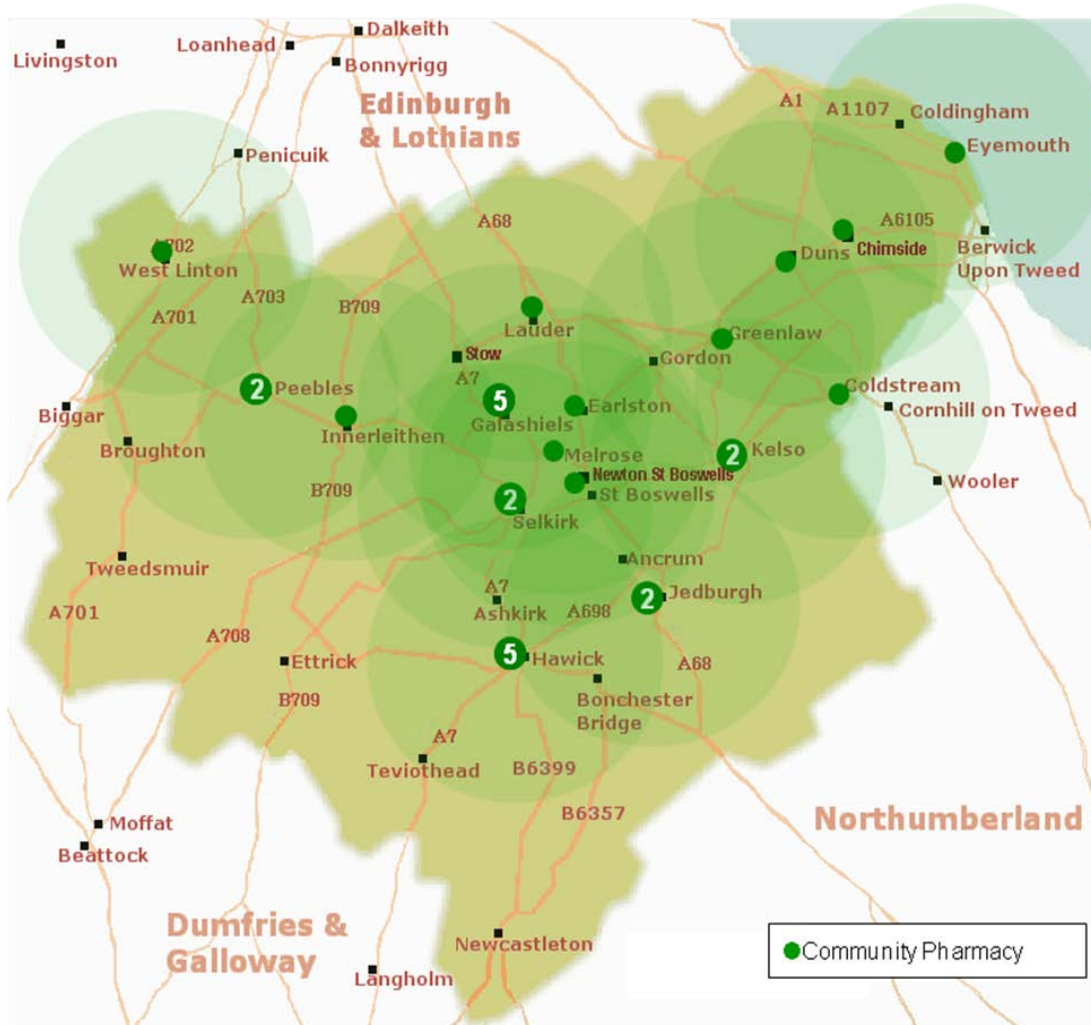 Dalkeith
Loanhead
Livingston
Bonnyrigg
Edinburgh
& Lothians
A1
A1107
Coldingham
Eyemouth
Penicuik
A68
A6105
A702
West Linton
Chirnside
Duns
Berwick
Upon Tweed
A703
A701
B709
Lauder
Greenlaw
Stow
Gordon
A7
2
Peebles
5
Earlston
Coldstream
Cornhill on Tweed
Biggar
Innerleithen
Galashiels
Broughton
Melrose
2
Kelso
Newton St Boswells
St Boswells
Wooler
B709
2
Selkirk
Tweedsmuir
Ancrum
A7
Ashkirk
A698
2
Jedburgh
A701
A708
5
Hawick
Ettrick
A68
B709
Bonchester
Bridge
A7
Teviothead
B6399
B6357
Northumberland
Moffat
Beattock
Dumfries &
Galloway
Newcastleton
Langholm
Community Pharmacy